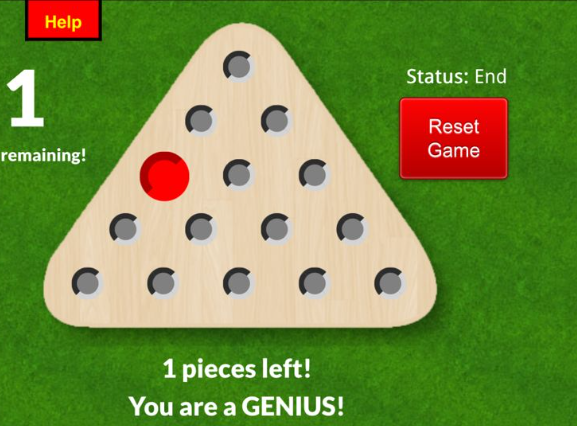 Help
1
remaining!
Status: End
Reset
Game
1 pieces left!
You are a GENIUS!